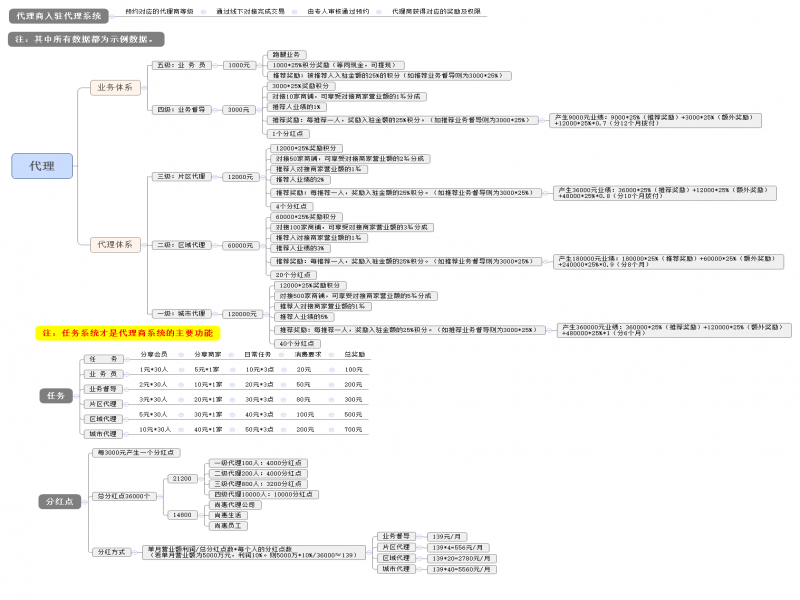 代理商入驻代理系统
预约对应的代理商等级
通过线下对接完成交易
由专人审核通过预约
代理商获得对应的奖励及权限
注：其中所有数据都为示例数据。
代理
业务体系
五级：业 务 员
1000元
跑腿业务
1000*25%积分奖励（等同现金，可提现）
推荐奖励：被推荐人入驻金额的25%的积分（如推荐业务督导则为3000*25%）
四级：业务督导
3000元
3000*25%奖励积分
对接10家商铺，可享受对接商家营业额的1‰分成
推荐人业绩的1%
推荐奖励：每推荐一人，奖励入驻金额的25%积分。（如推荐业务督导则为3000*25%）
产生9000元业绩：9000*25%（推荐奖励）+3000*25%（额外奖励）
+12000*25%*0.7（分12个月拨付）
1个分红点
代理体系
三级：片区代理
12000元
12000*25%奖励积分
对接50家商铺，可享受对接商家营业额的2‰分成
推荐人对接商家营业额的1‰
推荐人业绩的2%
推荐奖励：每推荐一人，奖励入驻金额的25%积分。（如推荐业务督导则为3000*25%）
产生36000元业绩：36000*25%（推荐奖励）+12000*25%（额外奖励）
+48000*25%*0.8（分10个月拨付）
4个分红点
二级：区域代理
60000元
60000*25%奖励积分
对接100家商铺，可享受对接商家营业额的3‰分成
推荐人对接商家营业额的1‰
推荐人业绩的3%
推荐奖励：每推荐一人，奖励入驻金额的25%积分。（如推荐业务督导则为3000*25%）
产生180000元业绩：180000*25%（推荐奖励）+60000*25%（额外奖励）
+240000*25%*0.9（分8个月）
20个分红点
一级：城市代理
120000元
12000*25%奖励积分
对接500家商铺，可享受对接商家营业额的5‰分成
推荐人对接商家营业额的1‰
推荐人业绩的5%
推荐奖励：每推荐一人，奖励入驻金额的25%积分。（如推荐业务督导则为3000*25%）
产生360000元业绩：360000*25%（推荐奖励）+120000*25%（额外奖励）
+480000*25%*1（分6个月）
40个分红点
注：任务系统才是代理商系统的主要功能
任务
任 务 分享会员 分享商家 日常任务 消费要求 总奖励
业 务 员 1元*30人 5元*1家 10元*3点 20元 100元
业务督导 2元*30人 10元*1家 20元*3点 50元 200元
片区代理 3元*30人 20元*1家 30元*3点 80元 300元
区域代理 5元*30人 30元*1家 40元*3点 100元 500元
城市代理 10元*30人 40元*1家 50元*3点 200元 700元
分红点
每3000元产生一个分红点
总分红点36000个
21200
一级代理100人：4000分红点
二级代理200人：4000分红点
三级代理800人：3200分红点
四级代理10000人：10000分红点
14800
尚惠代理公司
尚惠生活
尚惠员工
分红方式
单月营业额利润/总分红点数*每个人的分红点数
（若单月营业额为5000万元，利润10%。则5000万*10%/36000≈139）
业务督导
139元/月
片区代理
139*4=556元/月
区域代理
139*20=2780元/月
城市代理
139*40=5560元/月